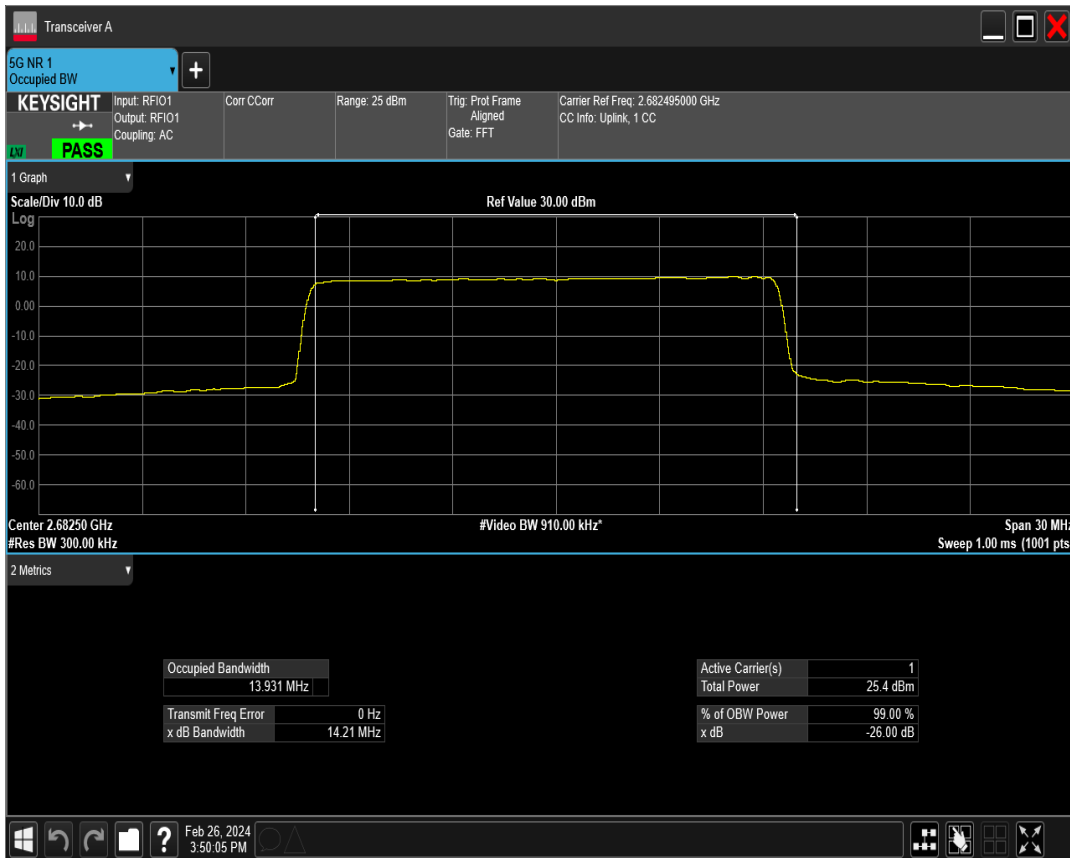 Transceiver A
5G NR 1
Occupied BW
+
KEYSIGHT
LXI
PASS
Input: RFIO1
Output: RFIO1
Coupling: AC
Corr CCorr
Range: 25 dBm
Trig: Prot Frame
Aligned
Gate: FFT
Carrier Ref Freq: 2.682495000 GHz
CC Info: Uplink, 1 CC
1 Graph
Scale/Div 10.0 dB
Ref Value 30.00 dBm
Log
20.0
10.0
0.00
-10.0
-20.0
-30.0
-40.0
-50.0
-60.0
Center 2.68250 GHz
#Video BW 910.00 kHz*
Span 30 MHz
#Res BW 300.00 kHz
Sweep 1.00 ms (1001 pts
2 Metrics
Occupied Bandwidth
13.931 MHz
Transmit Freq Error 0 Hz
x dB Bandwidth 14.21 MHz
Active Carrier(s) 1
Total Power 25.4 dBm
% of OBW Power 99.00 %
x dB -26.00 dB
?
Feb 26, 2024
3:50:05 PM